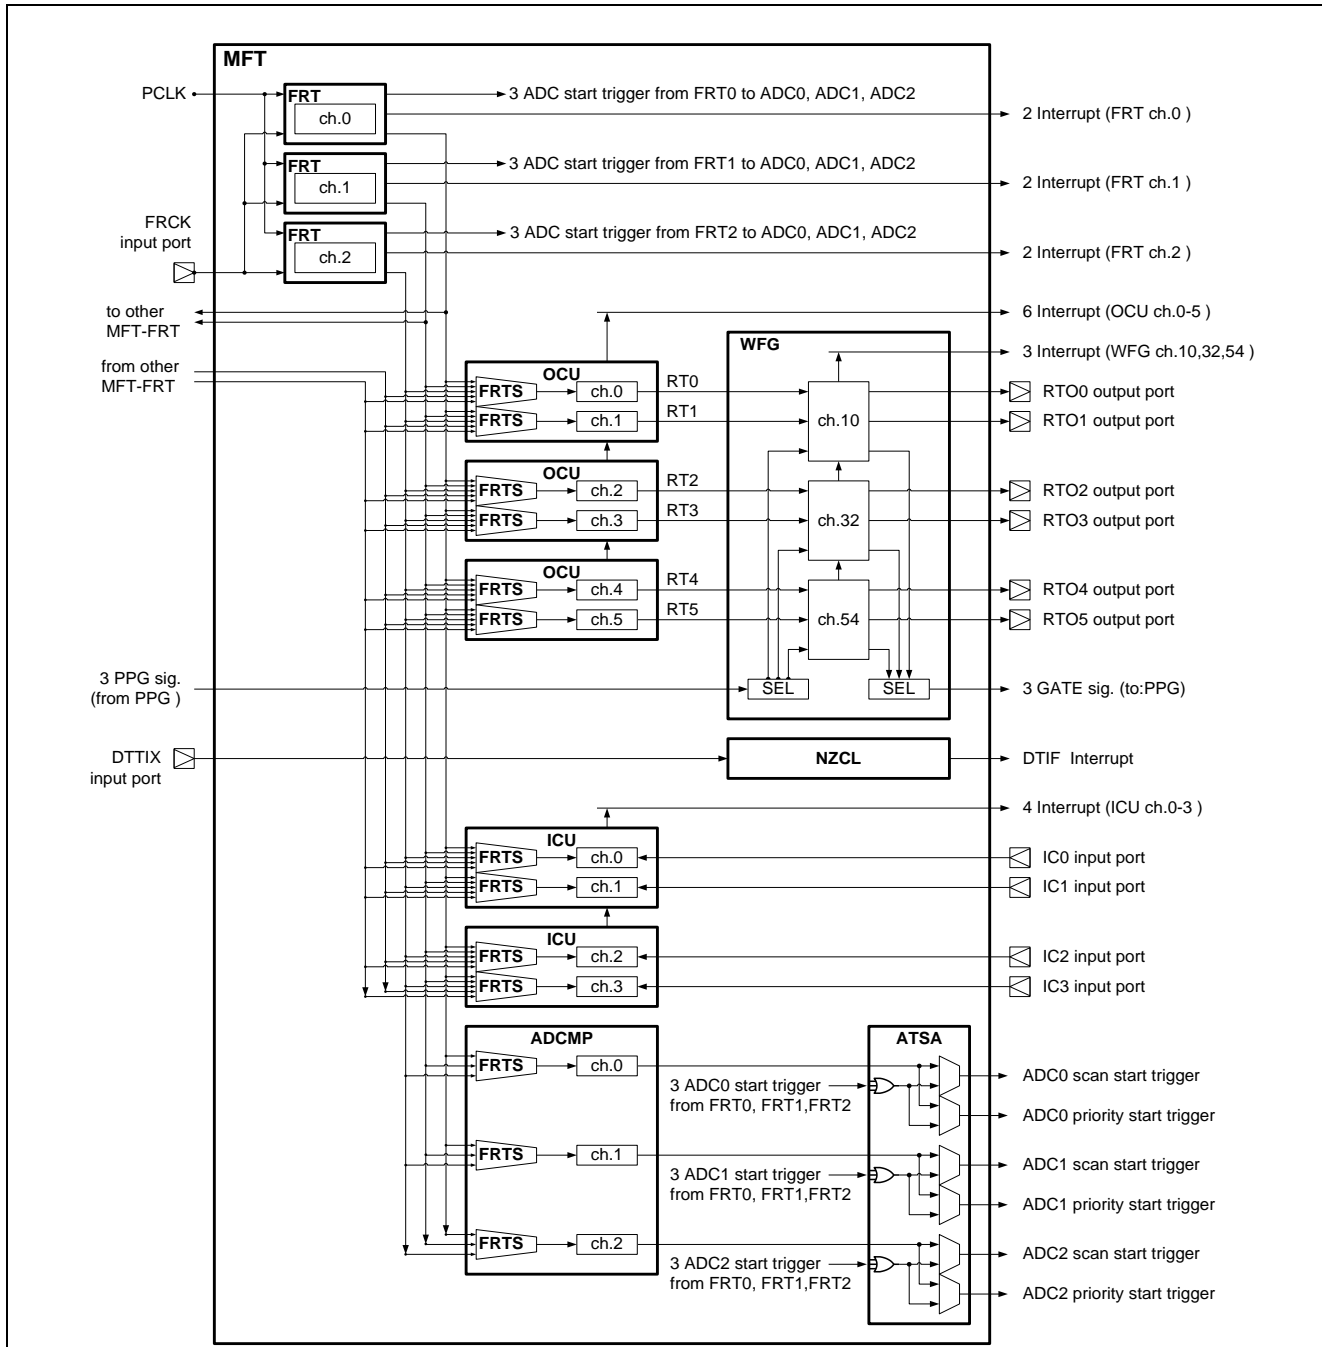 MFT
PCLK
FRT
ch.0
3 ADC start trigger from FRT0 to ADC0, ADC1, ADC2
2 Interrupt (FRT ch.0 )
FRT
ch.1
3 ADC start trigger from FRT1 to ADC0, ADC1, ADC2
2 Interrupt (FRT ch.1 )
FRCK
input port
FRT
ch.2
3 ADC start trigger from FRT2 to ADC0, ADC1, ADC2
2 Interrupt (FRT ch.2 )
to other
MFT-FRT
6 Interrupt (OCU ch.0-5 )
from other
MFT-FRT
WFG
3 Interrupt (WFG ch.10,32,54 )
OCU
FRTS
ch.0
RT0
RTO0 output port
FRTS
ch.1
RT1
ch.10
RTO1 output port
OCU
FRTS
ch.2
RT2
RTO2 output port
FRTS
ch.3
RT3
ch.32
RTO3 output port
OCU
FRTS
ch.4
RT4
RTO4 output port
FRTS
ch.5
RT5
ch.54
RTO5 output port
3 PPG sig.
(from PPG )
SEL
SEL
3 GATE sig. (to:PPG)
DTTIX
input port
NZCL
DTIF Interrupt
4 Interrupt (ICU ch.0-3 )
ICU
FRTS
ch.0
IC0 input port
FRTS
ch.1
IC1 input port
ICU
FRTS
ch.2
IC2 input port
FRTS
ch.3
IC3 input port
ADCMP
ATSA
FRTS
ch.0
3 ADC0 start trigger
from FRT0, FRT1,FRT2
ADC0 scan start trigger
ADC0 priority start trigger
FRTS
ch.1
3 ADC1 start trigger
from FRT0, FRT1,FRT2
ADC1 scan start trigger
ADC1 priority start trigger
FRTS
ch.2
3 ADC2 start trigger
from FRT0, FRT1,FRT2
ADC2 scan start trigger
ADC2 priority start trigger